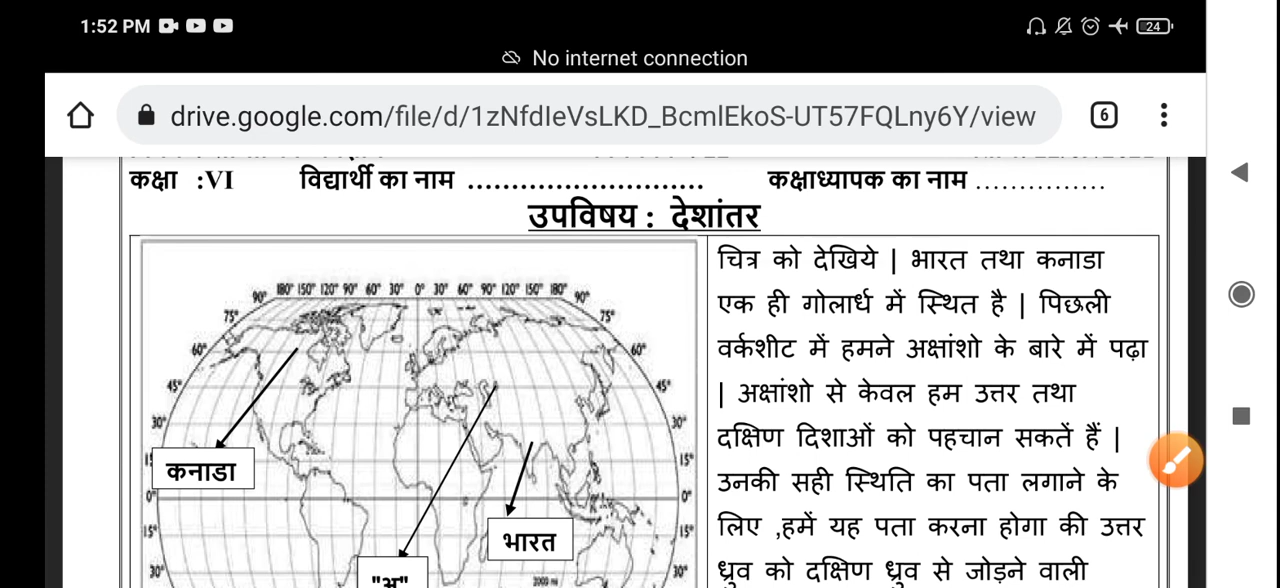 1:52 PM
24
No internet connection
drive.google.com/file/d/1zNfdIeVsLKD_BcmlEkoS-UT57FQLny6Y/view
6
कक्षा :VI विद्यार्थी का नाम ........................... कक्षाध्यापक का नाम ...............
उपविषय : देशांतर
180° 150° 120° 90° 60° 30° 0° 30° 60° 90° 120° 150° 180°
90° 90°
75° 75°
60° 60°
45° 45°
30° 30°
15° 15°
0° 0°
15° 15°
30° 30°
कनाडा
भारत
"अ"
2000 mi
चित्र को देखिये | भारत तथा कनाडा
एक ही गोलार्ध में स्थित है | पिछली
वर्कशीट में हमने अक्षांशो के बारे में पढ़ा
| अक्षांशो से केवल हम उत्तर तथा
दक्षिण दिशाओं को पहचान सकतें हैं |
उनकी सही स्थिति का पता लगाने के
लिए ,हमें यह पता करना होगा की उत्तर
ध्रुव को दक्षिण ध्रुव से जोड़ने वाली